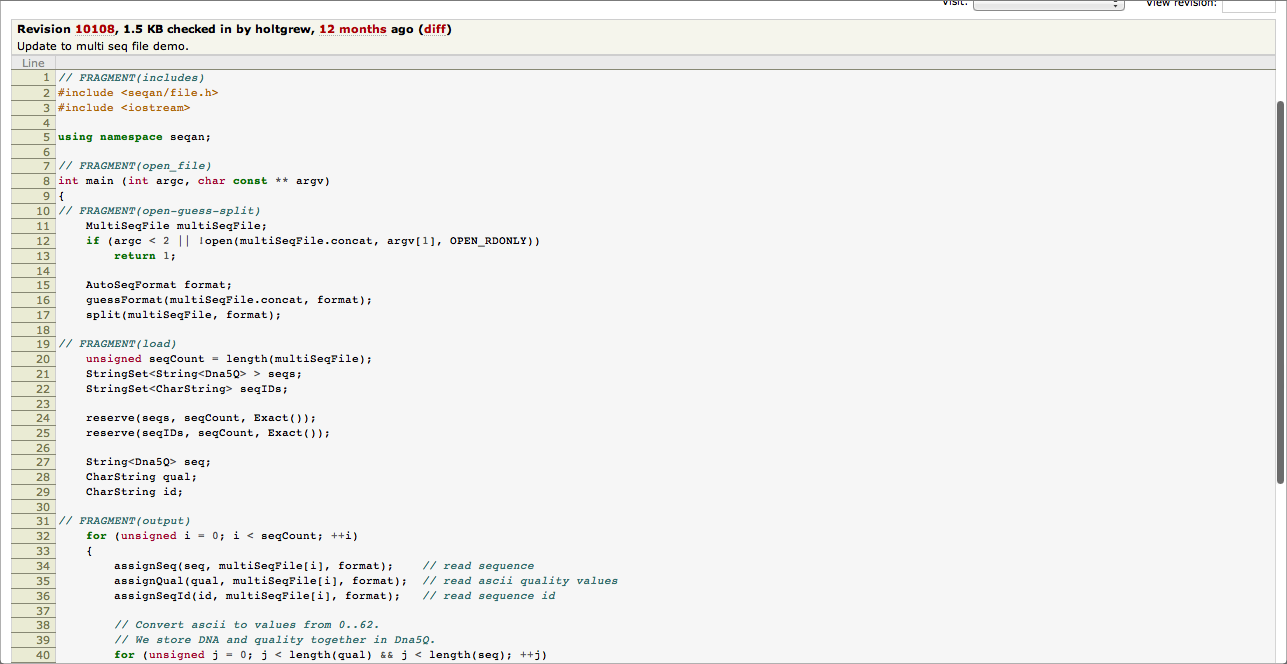 Visit:
View revision:
Revision 10108, 1.5 KB checked in by holtgrew, 12 months ago (diff)
Update to multi seq file demo.
Line
1 // FRAGMENT(includes)
2 #include <seqan/file.h>
3 #include <iostream>
4
5 using namespace seqan;
6
7 // FRAGMENT(open_file)
8 int main (int argc, char const ** argv)
9 {
10 // FRAGMENT(open-guess-split)
11     MultiSeqFile multiSeqFile;
12     if (argc < 2 || !open(multiSeqFile.concat, argv[1], OPEN_RDONLY))
13         return 1;
14
15     AutoSeqFormat format;
16     guessFormat(multiSeqFile.concat, format);
17     split(multiSeqFile, format);
18
19 // FRAGMENT(load)
20     unsigned seqCount = length(multiSeqFile);
21     StringSet<String<Dna5Q> > seqs;
22     StringSet<CharString> seqIDs;
23
24     reserve(seqs, seqCount, Exact());
25     reserve(seqIDs, seqCount, Exact());
26
27     String<Dna5Q> seq;
28     CharString qual;
29     CharString id;
30
31 // FRAGMENT(output)
32     for (unsigned i = 0; i < seqCount; ++i)
33     {
34         assignSeq(seq, multiSeqFile[i], format);    // read sequence
35         assignQual(qual, multiSeqFile[i], format);  // read ascii quality values
36         assignSeqId(id, multiSeqFile[i], format);   // read sequence id
37
38         // Convert ascii to values from 0..62.
39         // We store DNA and quality together in Dna5Q.
40         for (unsigned j = 0; j < length(qual) && j < length(seq); ++j)